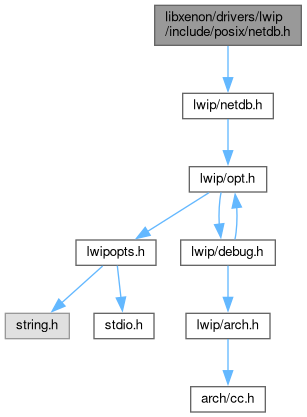 libxenon/drivers/lwip
/include/posix/netdb.h
lwip/netdb.h
lwip/opt.h
lwipopts.h
lwip/debug.h
string.h
stdio.h
lwip/arch.h
arch/cc.h